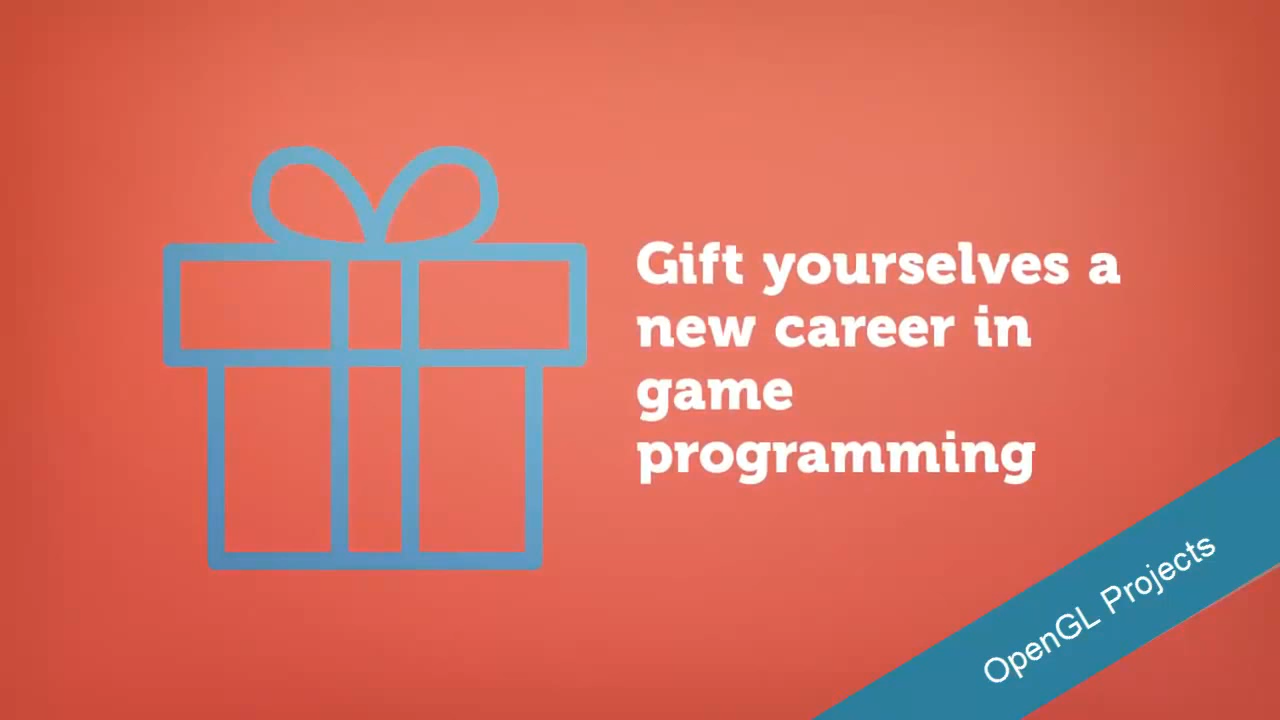 Gift yourselves a
new career in
game
programming
OpenGL Projects